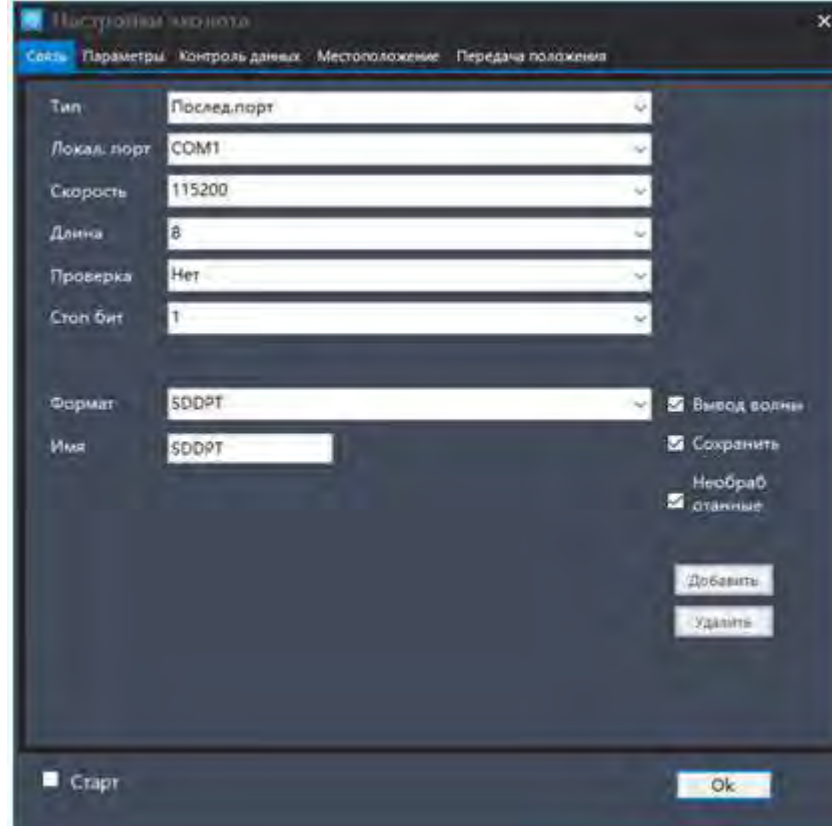 Настройки эхолота
Связь Параметры Контроль данных Местоположение Передача положения
Тип Послед.порт
Локал. порт COM1
Скорость 115200
Длина 8
Проверка Нет
Стоп бит 1
Формат SDDPT
Вывод волны
Имя SDDPT
Сохранить
Необраб
отанные
Добавить
Удалить
Старт
Ok